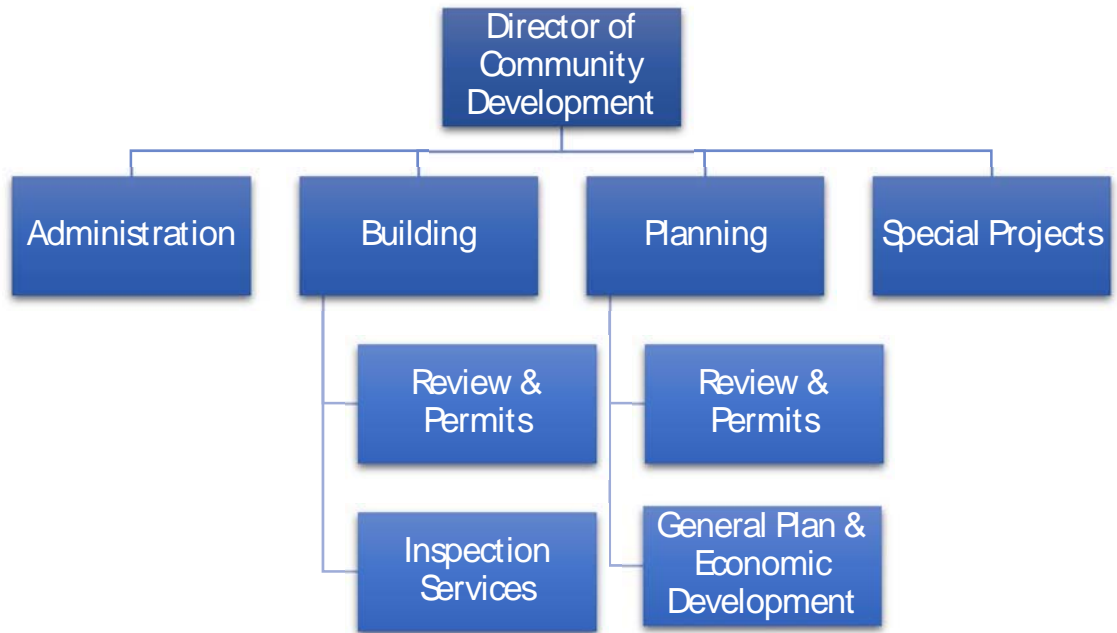 Director of
Community
Development
Administration
Building
Planning
Special Projects
Review &
Permits
Review &
Permits
Inspection
Services
General Plan &
Economic
Development